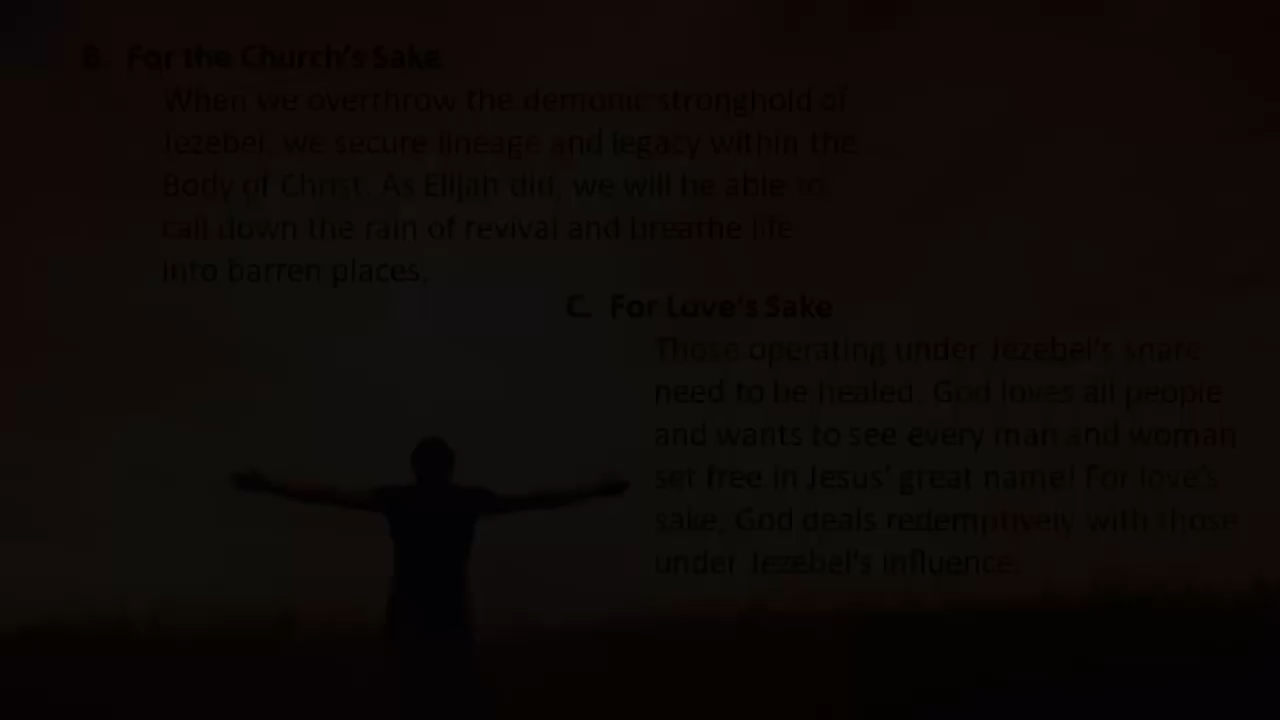 B. For the Church's Sake
When we overthrow the demonic stronghold of
Jezebel, we secure lineage and legacy within the
Body of Christ. As Elijah did, we will be able to
call down the rain of revival and breathe life
into barren places.
C. For Love's Sake
Those operating under Jezebel's snare
need to be healed. God loves all people
and wants to see every man and woman
set free in Jesus' great name! For love's
sake, God deals redemptively with those
under Jezebel's influence.